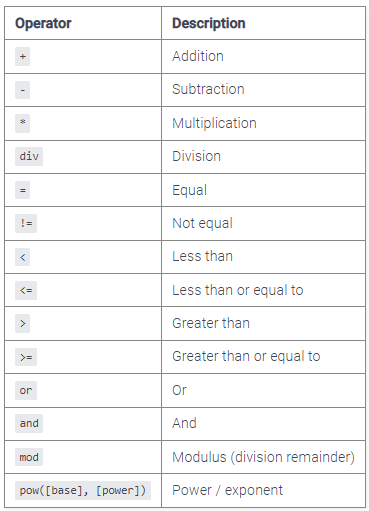 Operator Description
+ Addition
- Subtraction
* Multiplication
div Division
= Equal
!= Not equal
< Less than
<= Less than or equal to
> Greater than
>= Greater than or equal to
or Or
and And
mod Modulus (division remainder)
pow([base], [power]) Power / exponent